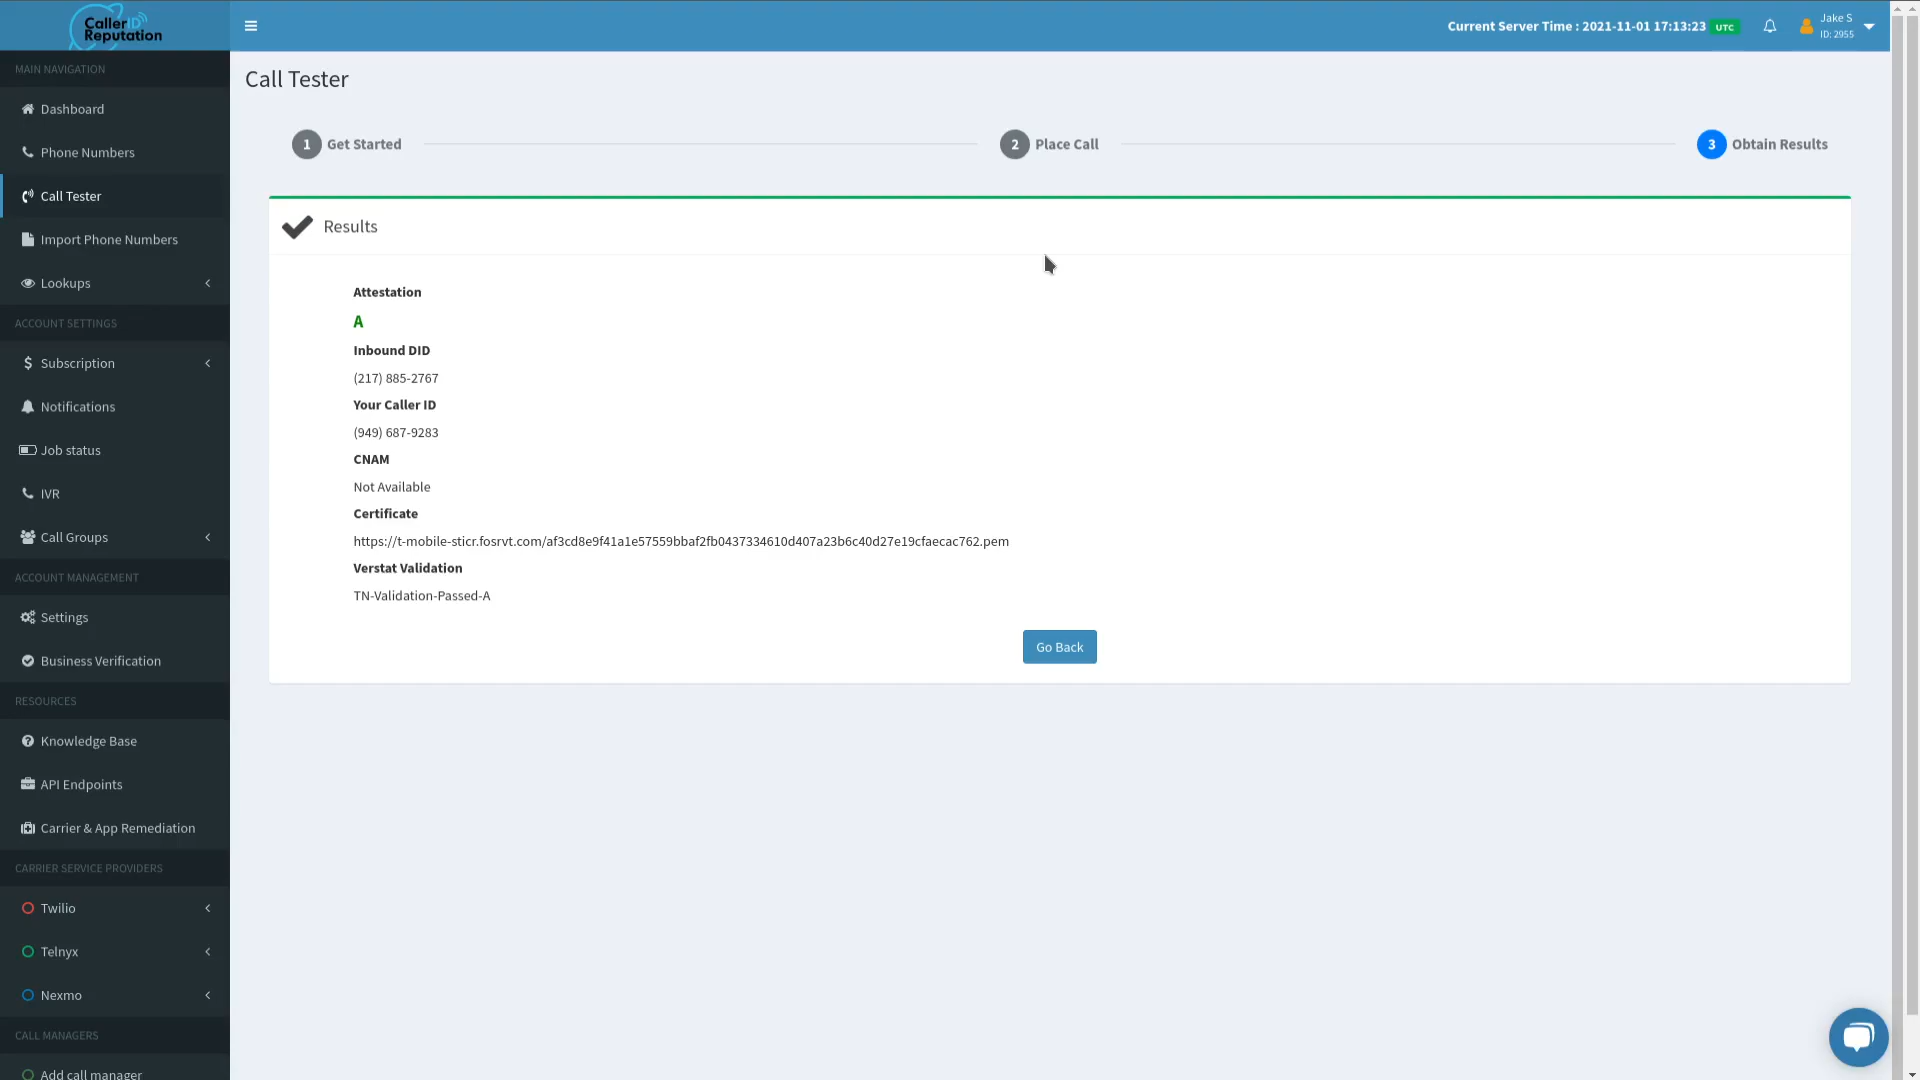 CallerID
Reputation
Current Server Time : 2021-11-01 17:13:23 UTC
Jake S
ID: 2955
MAIN NAVIGATION
Dashboard
Phone Numbers
Call Tester
Import Phone Numbers
Lookups
ACCOUNT SETTINGS
Subscription
Notifications
Job status
IVR
Call Groups
ACCOUNT MANAGEMENT
Settings
Business Verification
RESOURCES
Knowledge Base
API Endpoints
Carrier & App Remediation
CARRIER SERVICE PROVIDERS
Twilio
Telnyx
Nexmo
CALL MANAGERS
Add call manager
Call Tester
1 Get Started
2 Place Call
3 Obtain Results
Results
Attestation
A
Inbound DID
(217) 885-2767
Your Caller ID
(949) 687-9283
CNAM
Not Available
Certificate
https://t-mobile-sticr.fosrvt.com/af3cd8e9f41a1e57559bbaf2fb0437334610d407a23b6c40d27e19cfaecac762.pem
Verstat Validation
TN-Validation-Passed-A
Go Back